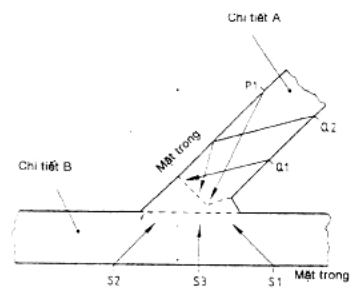 Chi tiết A
P1
Q2
Mặt trong
Q1
Chi tiết B
Mặt trong
S2
S3
S1